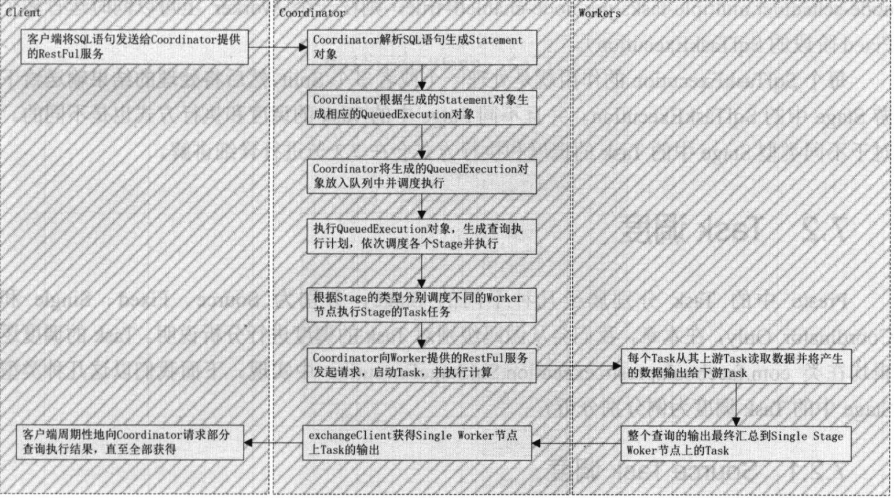 Client
Coordinator
Workers
客户端将SQL语句发送给Coordinator提供
的RestFul服务
Coordinator解析SQL语句生成Statement
对象
Coordinator根据生成的Statement对象生
成相应的QueuedExecution对象
Coordinator将生成的QueuedExecution对
象放入队列中并调度执行
执行QueuedExecution对象，生成查询执
行计划，依次调度各个Stage并执行
根据Stage的类型分别调度不同的Worker
节点执行Stage的Task任务
Coordinator向Worker提供的RestFul服务
发起请求，启动Task，并执行计算
每个Task从其上游Task读取数据并将产生
的数据输出给下游Task
整个查询的输出最终汇总到Single Stage
Woker节点上的Task
exchangeClient获得Single Worker节点
上Task的输出
客户端周期性地向Coordinator请求部分
查询执行结果，直至全部获得